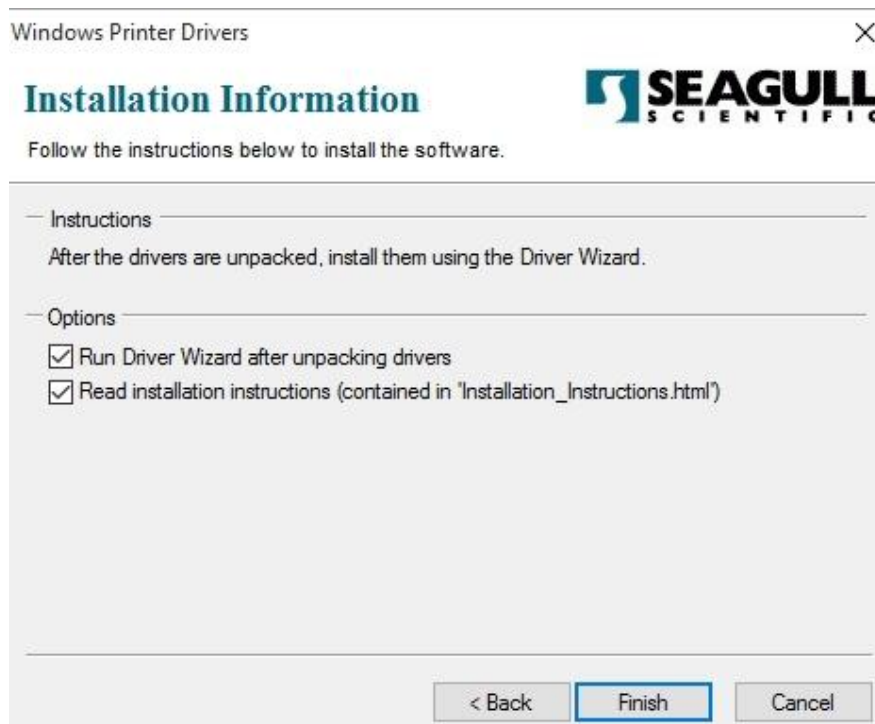 Windows Printer Drivers
Installation Information
SEAGULL
SCIENTIFIC
Follow the instructions below to install the software.
Instructions
After the drivers are unpacked, install them using the Driver Wizard.
Options
Run Driver Wizard after unpacking drivers
Read installation instructions (contained in 'Installation_Instructions.html')
< Back
Finish
Cancel